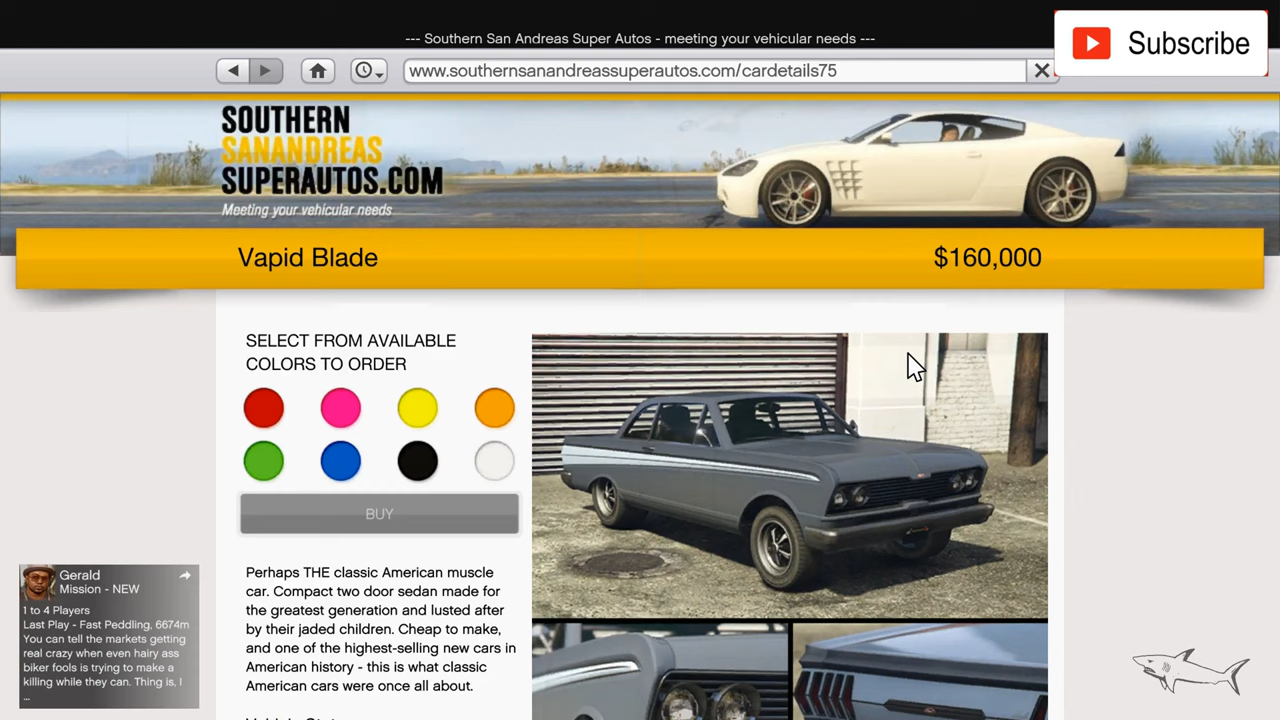 --- Southern San Andreas Super Autos - meeting your vehicular needs ---
Subscribe
www.southernsanandreassuperautos.com/cardetails75
SOUTHERN
SANANDREAS
SUPERAUTOS.COM
Meeting your vehicular needs
Vapid Blade
$160,000
SELECT FROM AVAILABLE
COLORS TO ORDER
BUY
Perhaps THE classic American muscle
car. Compact two door sedan made for
the greatest generation and lusted after
by their jaded children. Cheap to make,
and one of the highest-selling new cars in
American history - this is what classic
American cars were once all about.
Gerald
Mission - NEW
1 to 4 Players
Last Play - Fast Peddling, 6674m
You can tell the markets getting
real crazy when even hairy ass
biker fools is trying to make a
killing while they can. Thing is, I
...